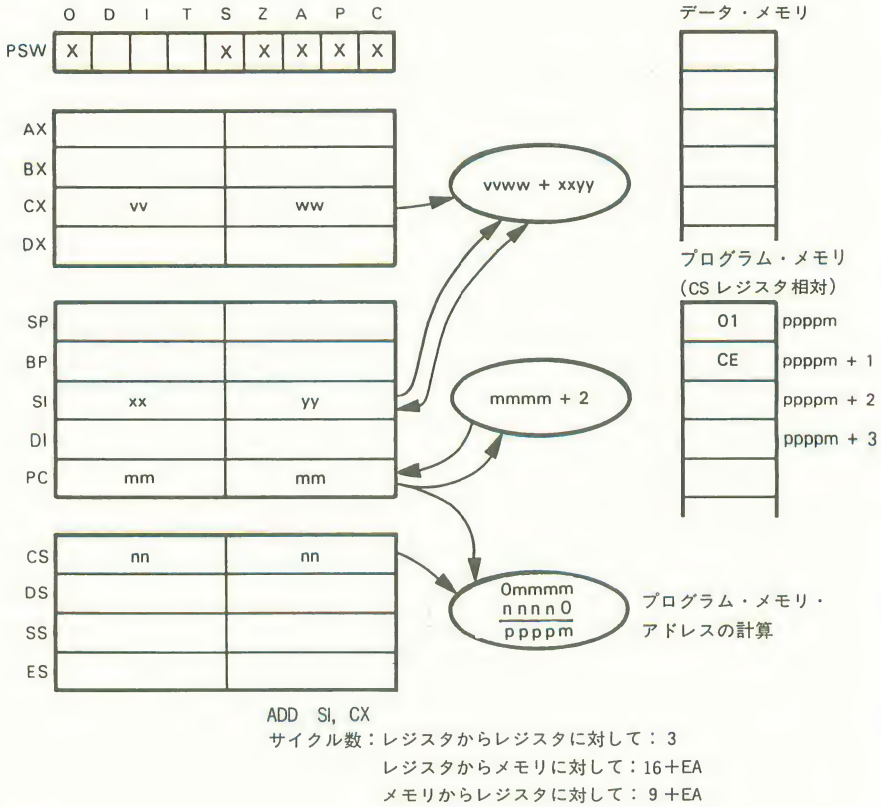 O D I T S Z A P C
PSW X X X X X X
データ・メモリ
AX
BX
CX vv ww
DX
vvww + xxyy
プログラム・メモリ
(CS レジスタ相対)
01 ppppm
CE ppppm + 1
ppppm + 2
ppppm + 3
SP
BP
SI xx yy
DI
PC mm mm
mmmm + 2
CS nn nn
DS
SS
ES
0mmmm
nnnn0
ppppm
プログラム・メモリ・
アドレスの計算
ADD SI, CX
サイクル数：レジスタからレジスタに対して：3
レジスタからメモリに対して：16＋EA
メモリからレジスタに対して：9＋EA